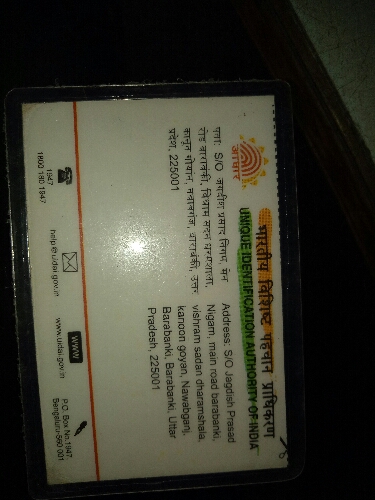 भारतीय विशिष्ट पहचान प्राधिकरण
UNIQUE IDENTIFICATION AUTHORITY OF INDIA
आधार
पता: S/O जगदीश प्रसाद निगम, मेन
रोड बाराबंकी, विश्राम सदन धरमशाला,
कानून गोयान, नवाबगंज, बाराबंकी, उत्तर
प्रदेश, 225001
Address: S/O Jagdish Prasad
Nigam, main road barabanki,
vishram sadan dharamshala,
kanoon goyan, Nawabganj,
Barabanki, Barabanki, Uttar
Pradesh, 225001
1947
1800 180 1947
help@uidai.gov.in
www
www.uidai.gov.in
P.O. Box No.1947,
Bengaluru-560 001